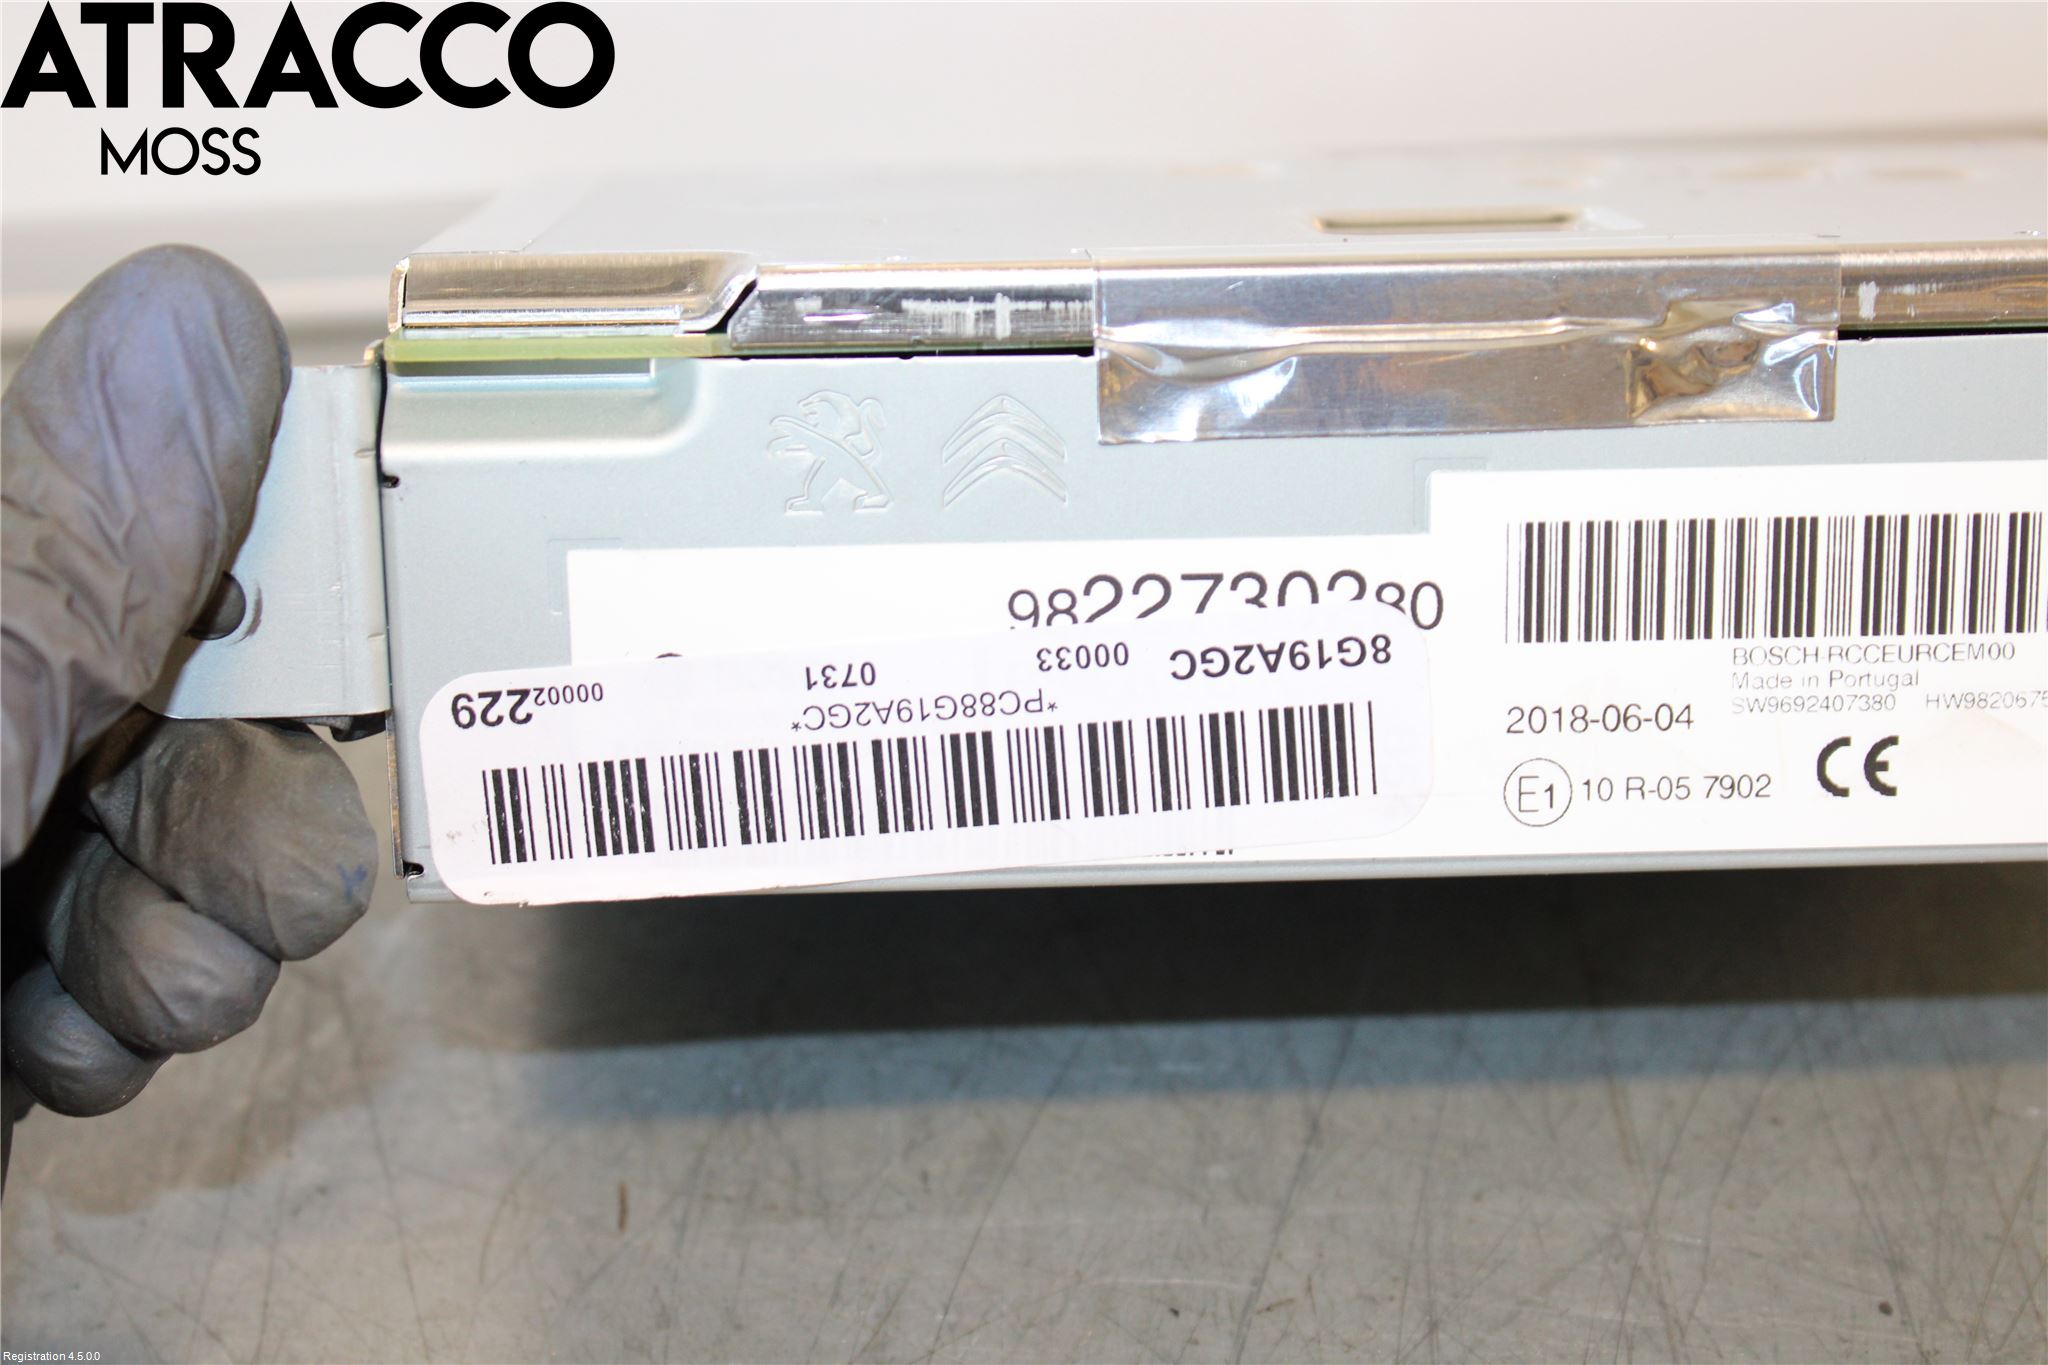 ATRACCO
MOSS
BOSCH-RCCEURCEM00
Made in Portugal
SW9692407380
2018-06-04
E1
10 R-05 7902
CE
8G19A2GC
00033
0731
00002229
*PC88G19A2GC*
Registration 4.5.0.0